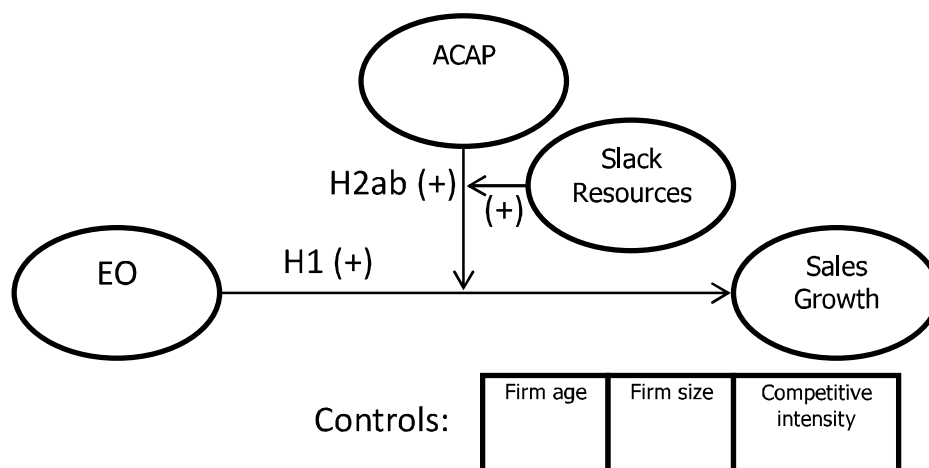 ACAP
Slack
Resources
H2ab (+)
(+)
EO
H1 (+)
Sales
Growth
Controls:
Firm age
Firm size
Competitive
intensity